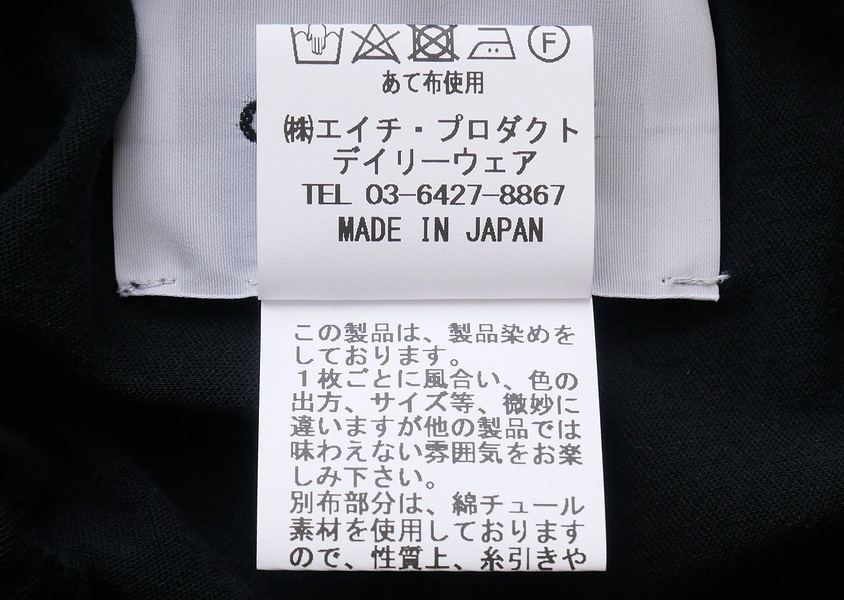 F
あて布使用
㈱エイチ・プロダクト
デイリーウェア
TEL 03-6427-8867
MADE IN JAPAN
この製品は、製品染めを
しております。
１枚ごとに風合い、色の
出方、サイズ等、微妙に
違いますが他の製品では
味わえない雰囲気をお楽
しみ下さい。
別布部分は、綿チュール
素材を使用しております
ので、性質上、糸引きや